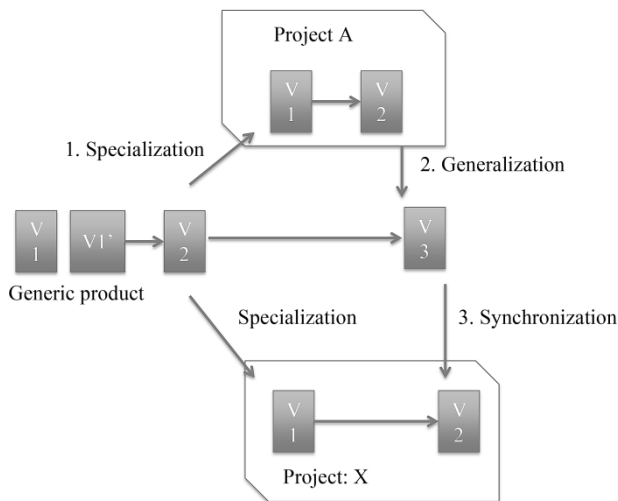 Project A
V
1
V
2
1. Specialization
2. Generalization
V
1
V1’
V
2
V
3
Generic product
Specialization
3. Synchronization
V
1
V
2
Project: X